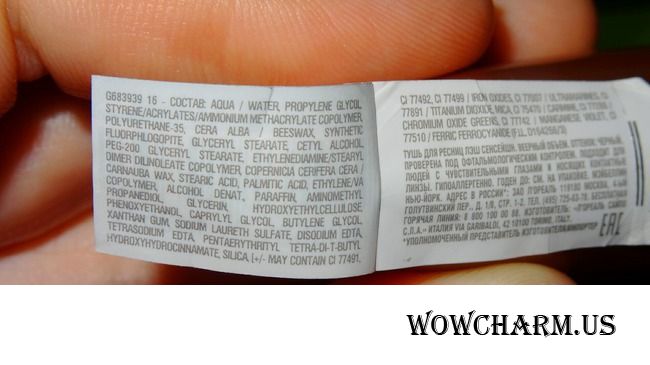 G683939 16 - СОСТАВ: AQUA / WATER, PROPYLENE GLYCOL
STYRENE/ACRYLATES/AMMONIUM METHACRYLATE COPOLYMER,
POLYURETHANE-35, CERA ALBA / BEESWAX, SYNTHETIC
FLUORPHLOGOPITE, GLYCERYL STEARATE, CETYL ALCOHOL
PEG-200 GLYCERYL STEARATE, ETHYLENEDIAMINE/STEARYL
DIMER DILINOLEATE COPOLYMER, COPERNICIA CERIFERA CERA /
CARNAUBA WAX, STEARIC ACID, PALMITIC ACID, ETHYLENE/VA
COPOLYMER, ALCOHOL DENAT., PARAFFIN, AMINOMETHYL
PROPANEDIOL, GLYCERIN, HYDROXYETHYLCELLULOSE
PHENOXYETHANOL, CAPRYLYL GLYCOL, BUTYLENE GLYCOL
XANTHAN GUM, SODIUM LAURETH SULFATE, DISODIUM EDTA,
TETRASODIUM EDTA, PENTAERYTHRITYL TETRA-DI-T-BUTYL
HYDROXYHYDROCINNAMATE, SILICA, [+/- MAY CONTAIN CI 77491,
CI 77492, CI 77499 / IRON OXIDES, CI 77007 / ULTRAMARINES, CI
77891 / TITANIUM DIOXIDE, MICA, CI 75470 / CARMINE, CI 77288 /
CHROMIUM OXIDE GREENS, CI 77742 / MANGANESE VIOLET, CI
77510 / FERRIC FERROCYANIDE (F.I.L. D154256/3)
ТУШЬ ДЛЯ РЕСНИЦ ЛЭШ СЕНСЕЙШН. ВЕЕРНЫЙ ОБЪЕМ. ОТТЕНОК ЧЕРНЫЙ.
ПРОВЕРЕНА ПОД ОФТАЛЬМОЛОГИЧЕСКИМ КОНТРОЛЕМ. ПОДХОДИТ ДЛЯ
ЛЮДЕЙ С ЧУВСТВИТЕЛЬНЫМИ ГЛАЗАМИ И НОСЯЩИХ КОНТАКТНЫЕ
ЛИНЗЫ. ГИПОАЛЛЕРГЕННО. ГОДЕН ДО: СМ. НА УПАКОВКЕ. МЭЙБЕЛЛИН
НЬЮ-ЙОРК. АДРЕС В РОССИИ*: ЗАО ЛОРЕАЛЬ 119180 МОСКВА, 4-ЫЙ
ГОЛУТВИНСКИЙ ПЕР., Д. 1/8, СТР. 1-2. ТЕЛ. (495) 725-63-78. БЕСПЛАТНАЯ
ГОРЯЧАЯ ЛИНИЯ: 8 800 ИЗГОТОВИТЕЛЬ: ЛОРЕАЛЬ САИПО
С.П.А.- ИТАЛИЯ VIA GARIBALDI, 42 10100 TORINO, ITALY.
*УПОЛНОМОЧЕННЫЙ ПРЕДСТАВИТЕЛЬ ИЗГОТОВИТЕЛЯ/ИМПОРТЕР
EAC
WOWCHARM.US